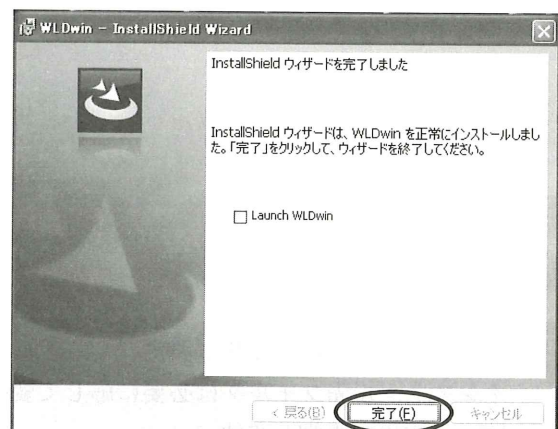 WLDwin - InstallShield Wizard
InstallShield ウィザードを完了しました
InstallShield ウィザードは、WLDwin を正常にインストールしまし
た。「完了」をクリックして、ウィザードを終了してください。
Launch WLDwin
< 戻る(B)
完了(F)
キャンセル